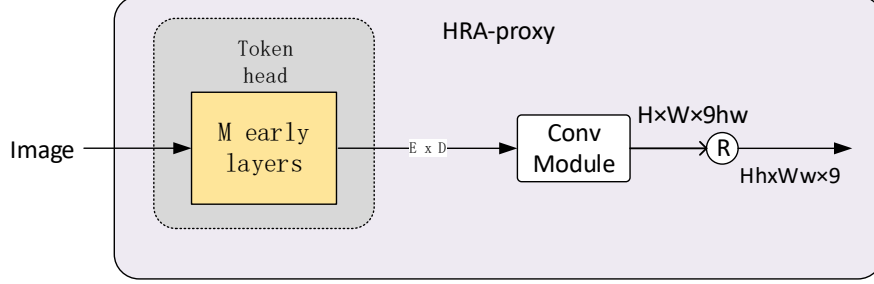 HRA-proxy
Token
head
Image
M early
layers
E x D
Conv
Module
H×W×9hw
R
HhxWw×9